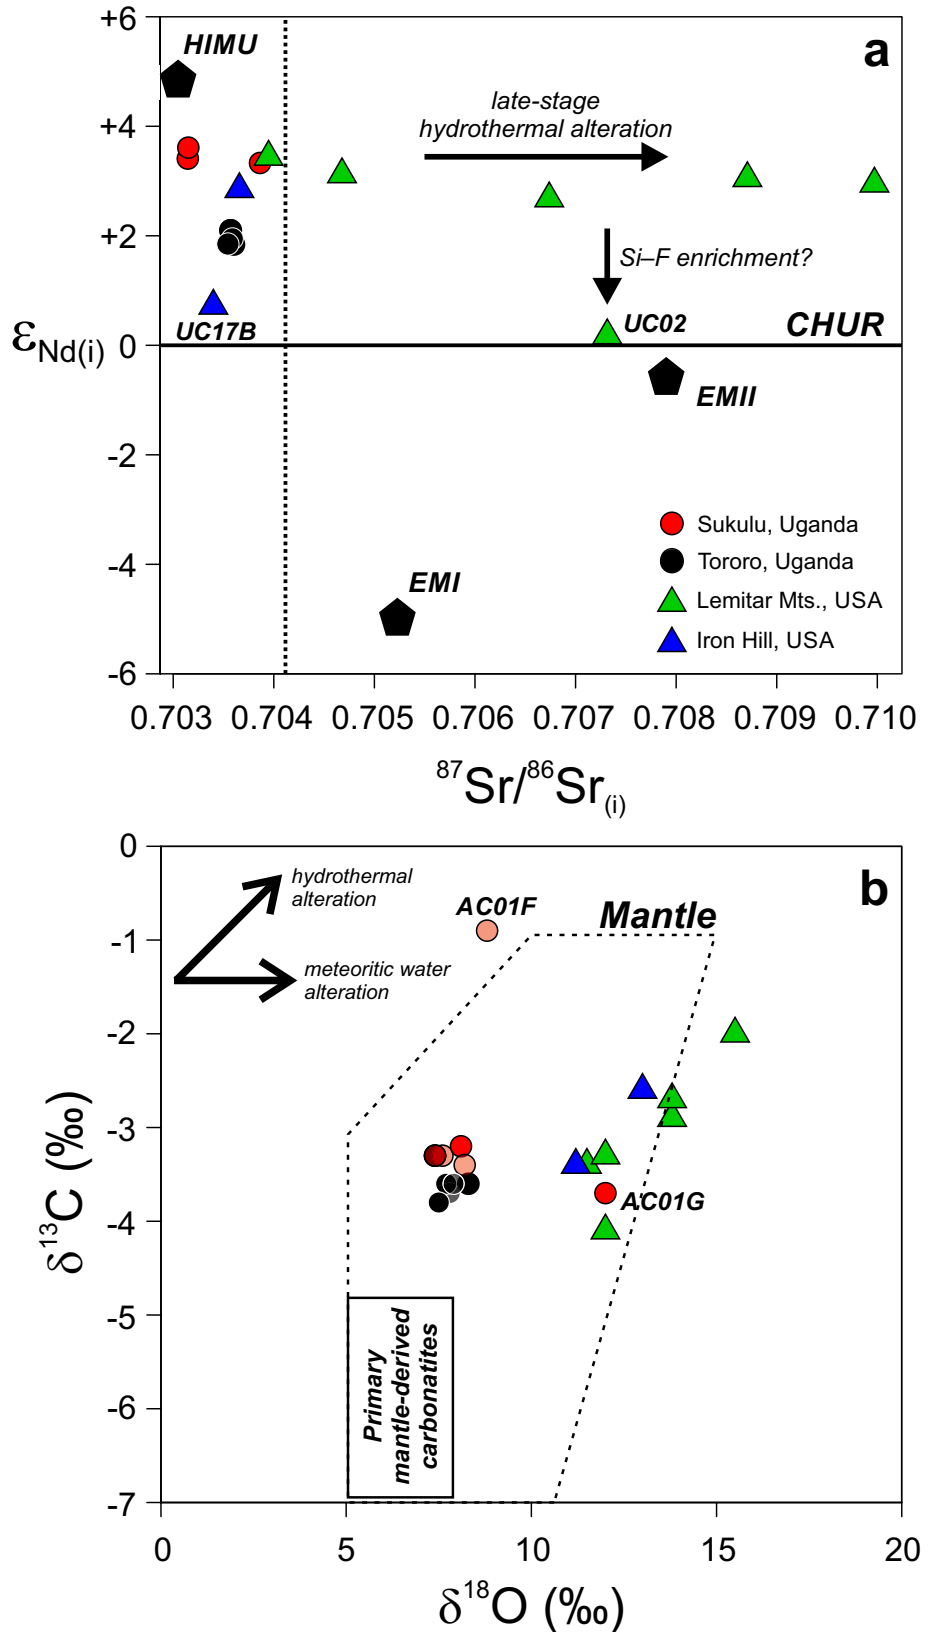 +6
HIMU
a
late-stage
hydrothermal alteration
+4
+2
Si–F enrichment?
UC17B
UC02
CHUR
εNd(i)
0
EMII
-2
Sukulu, Uganda
Tororo, Uganda
Lemitar Mts., USA
Iron Hill, USA
-4
EMI
-6
0.703 0.704 0.705 0.706 0.707 0.708 0.709 0.710
87Sr/86Sr(i)
0
hydrothermal
alteration
b
AC01F
Mantle
-1
meteoritic water
alteration
-2
-3
δ13C (‰)
AC01G
-4
-5
Primary
mantle-derived
carbonatites
-6
-7
0 5 10 15 20
δ18O (‰)